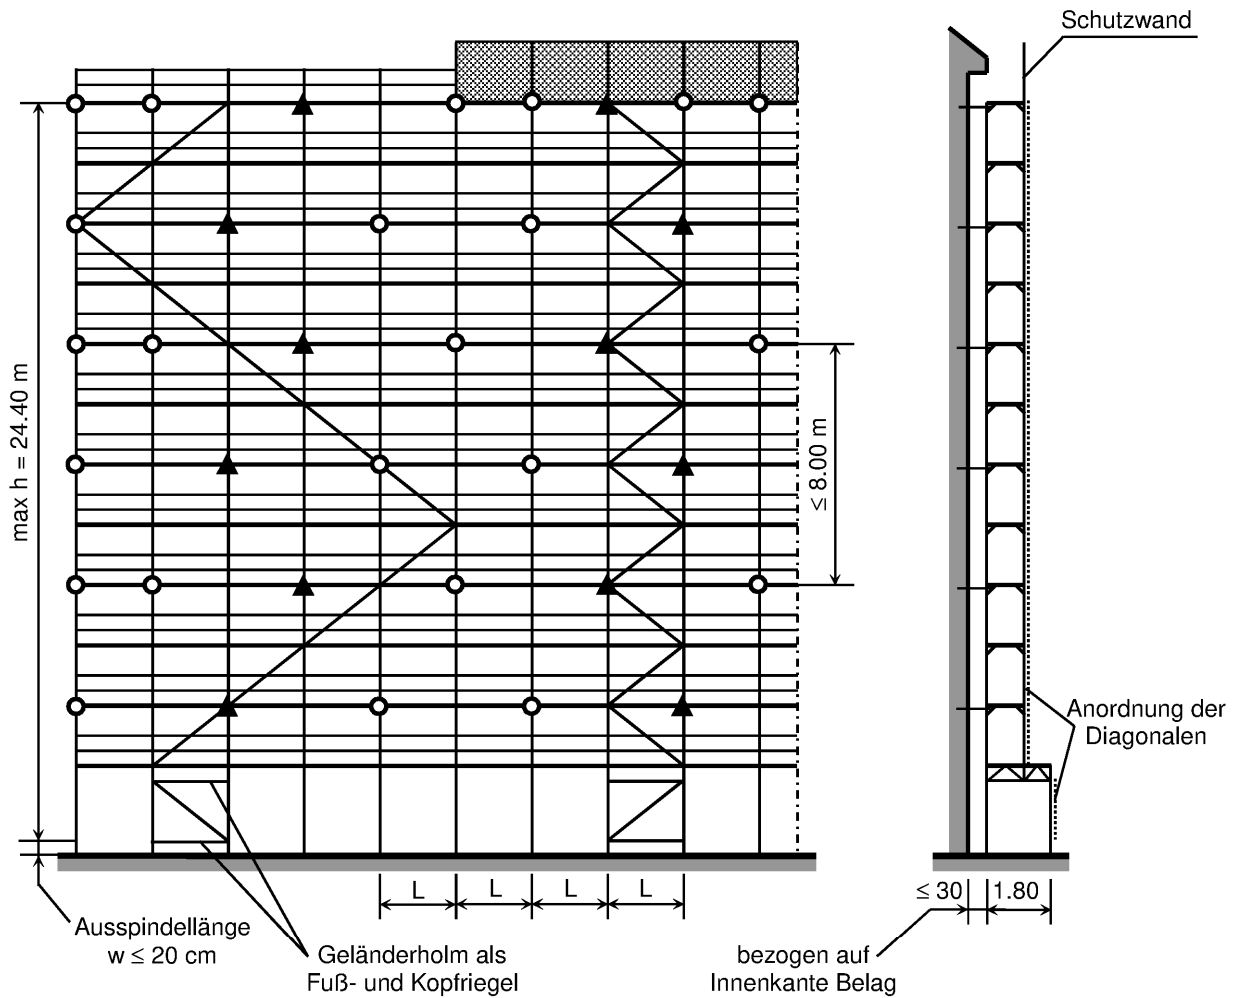 Schutzwand
max h = 24.40 m
≤ 8.00 m
Anordnung der
Diagonalen
L
L
L
L
≤ 30
1.80
Ausspindellänge
w ≤ 20 cm
Geländerholm als
Fuß- und Kopfriegel
bezogen auf
Innenkante Belag